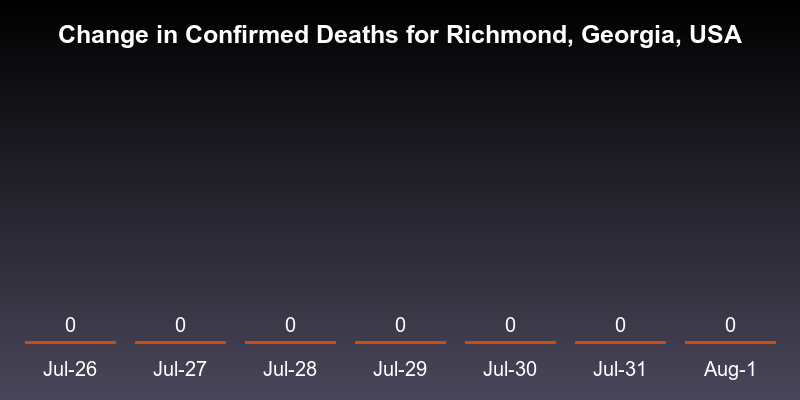 Change in Confirmed Deaths for Richmond, Georgia, USA
0 0 0 0 0 0 0
Jul-26 Jul-27 Jul-28 Jul-29 Jul-30 Jul-31 Aug-1